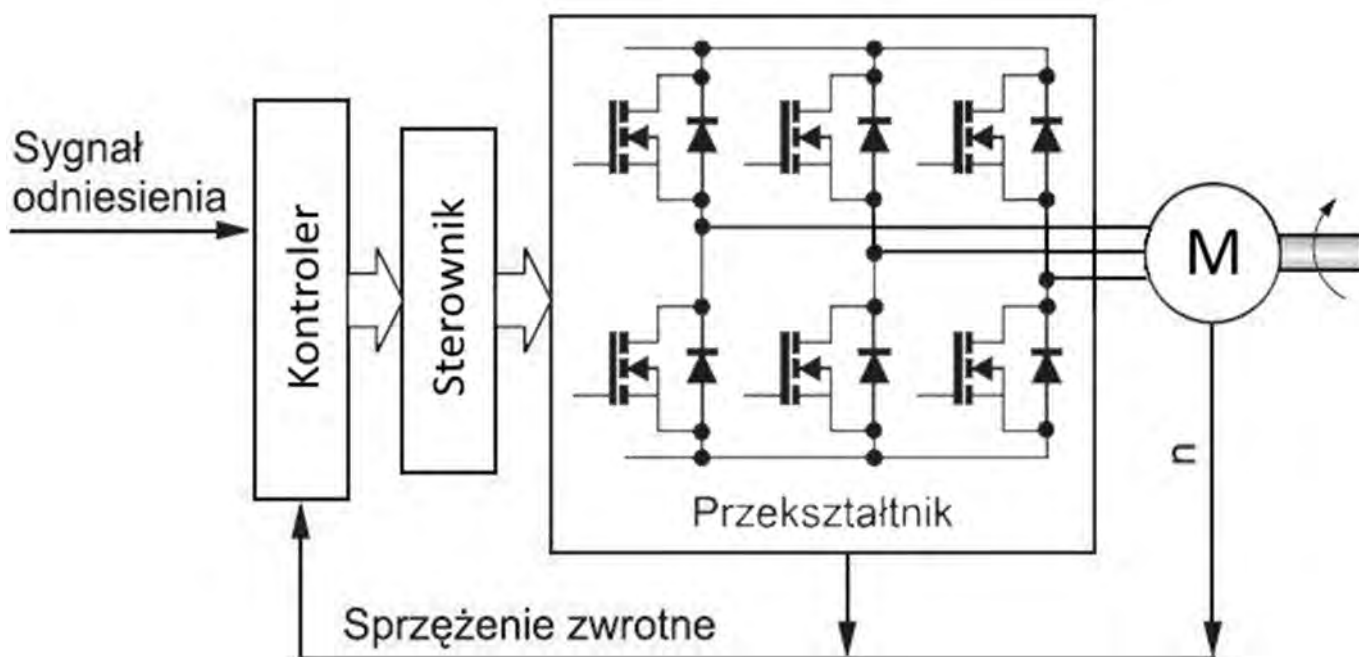 Sygnał
odniesienia
Kontroler
Sterownik
Przekształtnik
M
n
Sprzężenie zwrotne